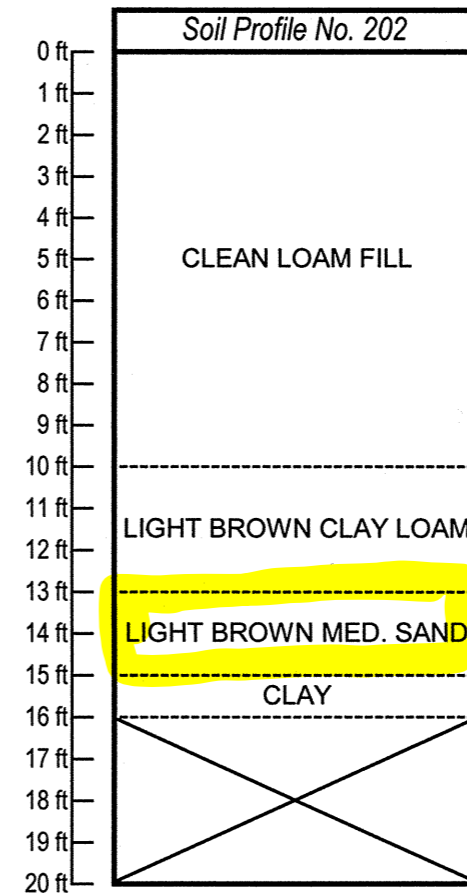 Soil Profile No. 202
0 ft
1 ft
2 ft
3 ft
4 ft
5 ft
CLEAN LOAM FILL
6 ft
7 ft
8 ft
9 ft
10 ft
11 ft
LIGHT BROWN CLAY LOAM
12 ft
13 ft
14 ft
LIGHT BROWN MED. SAND
15 ft
CLAY
16 ft
17 ft
18 ft
19 ft
20 ft